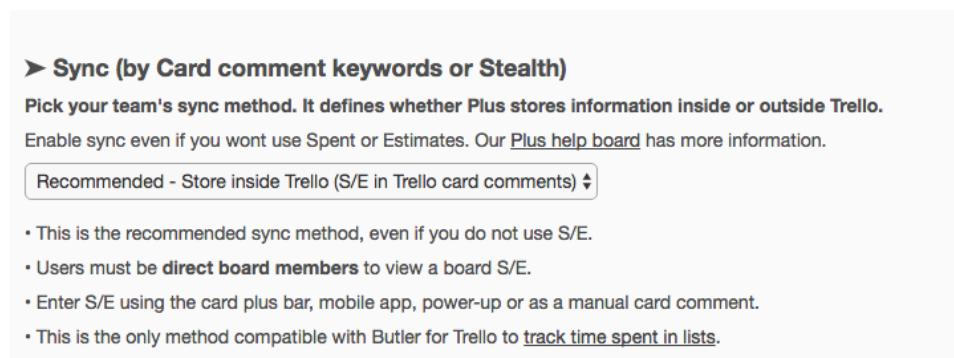 ➤ Sync (by Card comment keywords or Stealth)
Pick your team's sync method. It defines whether Plus stores information inside or outside Trello.
Enable sync even if you wont use Spent or Estimates. Our Plus help board has more information.
Recommended - Store inside Trello (S/E in Trello card comments)
• This is the recommended sync method, even if you do not use S/E.
• Users must be direct board members to view a board S/E.
• Enter S/E using the card plus bar, mobile app, power-up or as a manual card comment.
• This is the only method compatible with Butler for Trello to track time spent in lists.